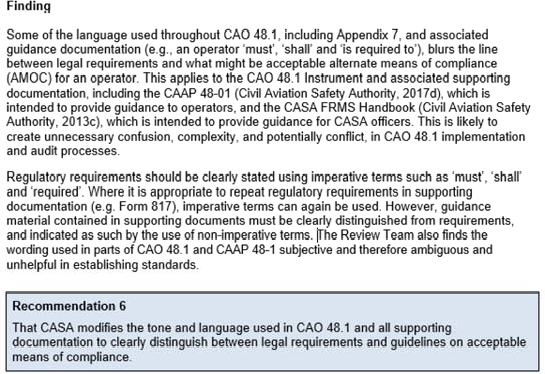 Finding
Some of the language used throughout CAO 48.1, including Appendix 7, and associated
guidance documentation (e.g., an operator 'must', 'shall' and 'is required to'), blurs the line
between legal requirements and what might be acceptable alternate means of compliance
(AMOC) for an operator. This applies to the CAO 48.1 Instrument and associated supporting
documentation, including the CAAP 48-01 (Civil Aviation Safety Authority, 2017d), which is
intended to provide guidance to operators, and the CASA FRMS Handbook (Civil Aviation Safety
Authority, 2013c), which is intended to provide guidance for CASA officers. This is likely to
create unnecessary confusion, complexity, and potentially conflict, in CAO 48.1 implementation
and audit processes.
Regulatory requirements should be clearly stated using imperative terms such as 'must', 'shall'
and 'required'. Where it is appropriate to repeat regulatory requirements in supporting
documentation (e.g. Form 817), imperative terms can again be used. However, guidance
material contained in supporting documents must be clearly distinguished from requirements,
and indicated as such by the use of non-imperative terms. The Review Team also finds the
wording used in parts of CAO 48.1 and CAAP 48-1 subjective and therefore ambiguous and
unhelpful in establishing standards.
Recommendation 6
That CASA modifies the tone and language used in CAO 48.1 and all supporting
documentation to clearly distinguish between legal requirements and guidelines on acceptable
means of compliance.